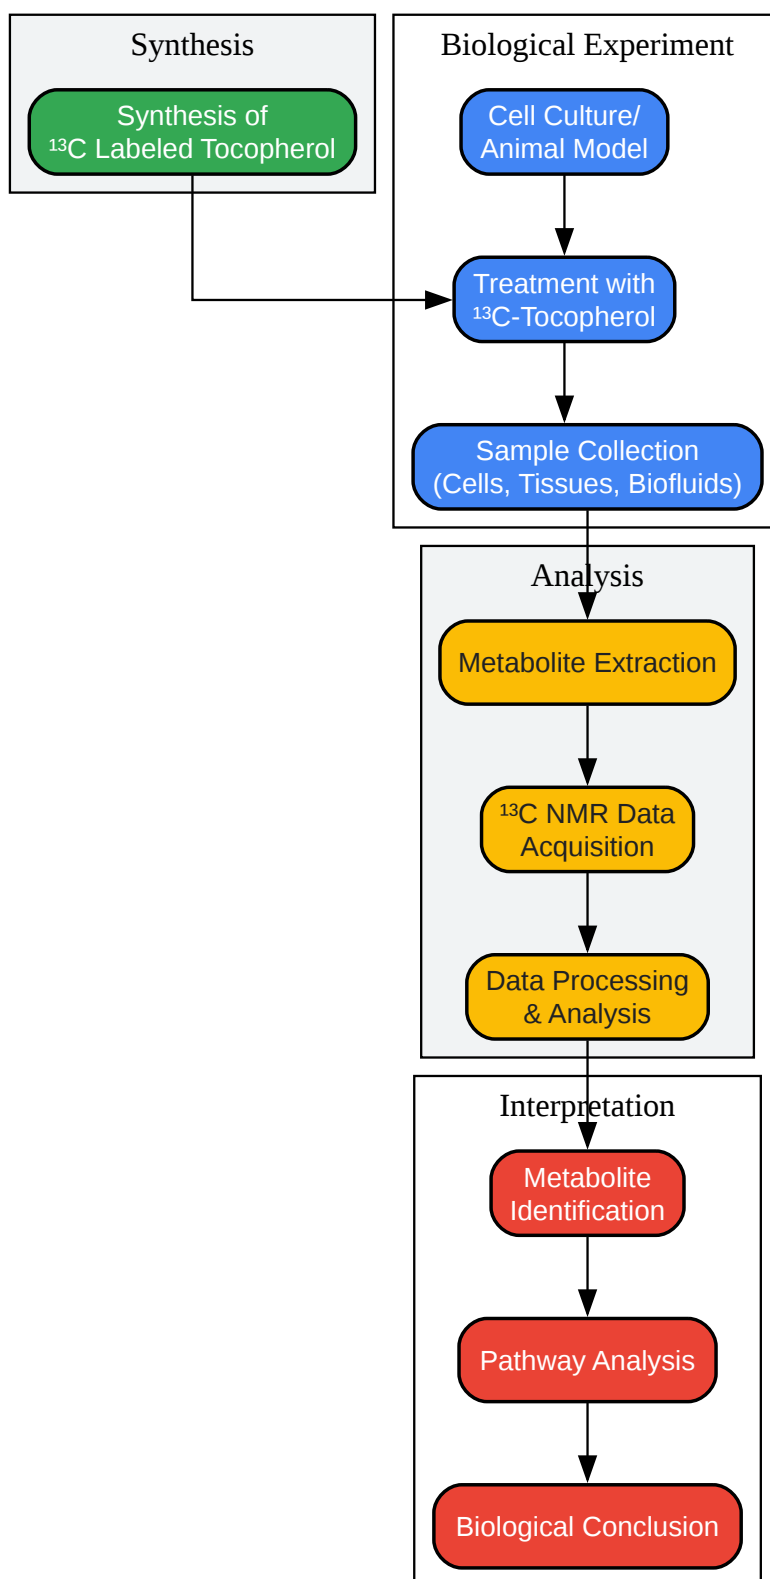 Synthesis
Synthesis of
¹³C Labeled Tocopherol
Biological Experiment
Cell Culture/
Animal Model
Treatment with
¹³C-Tocopherol
Sample Collection
(Cells, Tissues, Biofluids)
Analysis
Metabolite Extraction
¹³C NMR Data
Acquisition
Data Processing
& Analysis
Interpretation
Metabolite
Identification
Pathway Analysis
Biological Conclusion